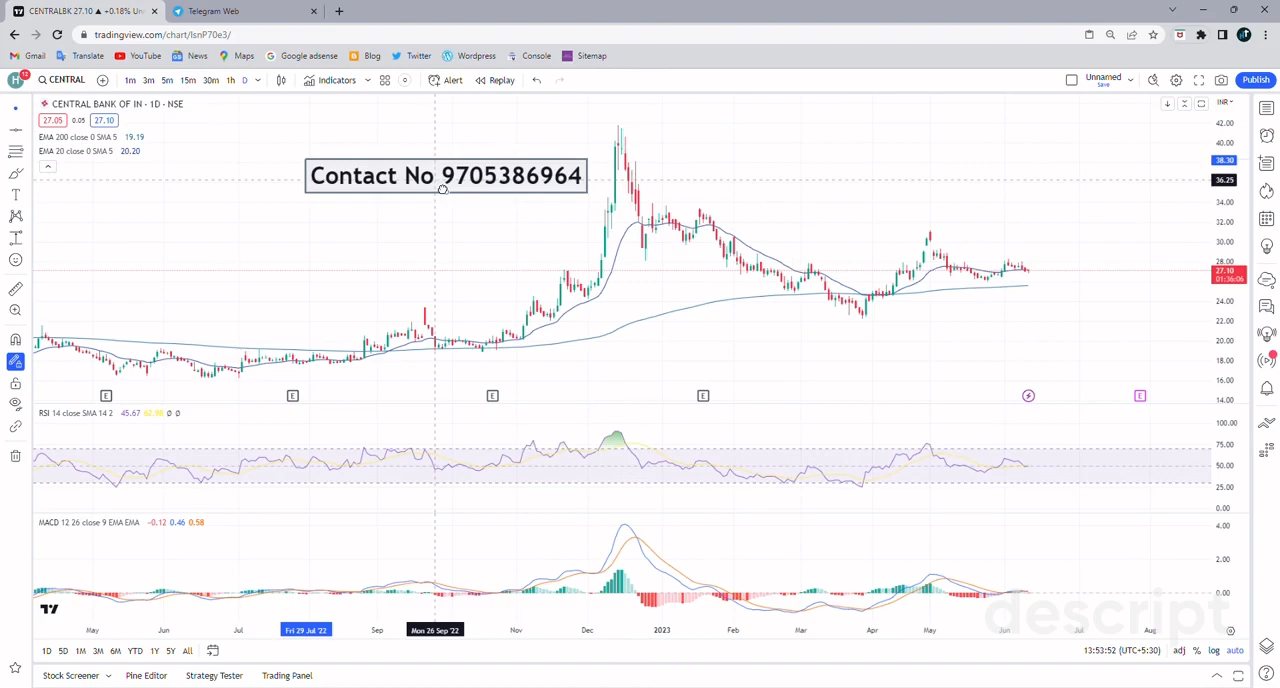 CENTRALBK 27.10 ▲ +0.18% Un
Telegram Web
tradingview.com/chart/lsnP70e3/
Gmail Translate YouTube News Maps Google adsense Blog Twitter Wordpress Console Sitemap
H 12 CENTRAL 1m 3m 5m 15m 30m 1h D Indicators Alert Replay Unnamed Save Publish
CENTRAL BANK OF IN · 1D · NSE
INR
27.05 0.05 27.10
EMA 200 close 0 SMA 5 19.19
EMA 20 close 0 SMA 5 20.20
Contact No 9705386964
42.00
40.00
38.30
36.25
34.00
32.00
30.00
28.00
27.10
01:36:06
24.00
22.00
20.00
18.00
16.00
14.00
E E E E E
RSI 14 close SMA 14 2 45.67 52.98 Ø Ø
100.00
75.00
50.00
25.00
0.00
MACD 12 26 close 9 EMA EMA −0.12 0.46 0.58
4.00
2.00
0.00
descript
May Jun Jul Fri 29 Jul '22 Sep Mon 26 Sep '22 Nov Dec 2023 Feb Mar Apr May Jun Jul Aug
1D 5D 1M 3M 6M YTD 1Y 5Y All
13:53:52 (UTC+5:30) adj % log auto
Stock Screener Pine Editor Strategy Tester Trading Panel